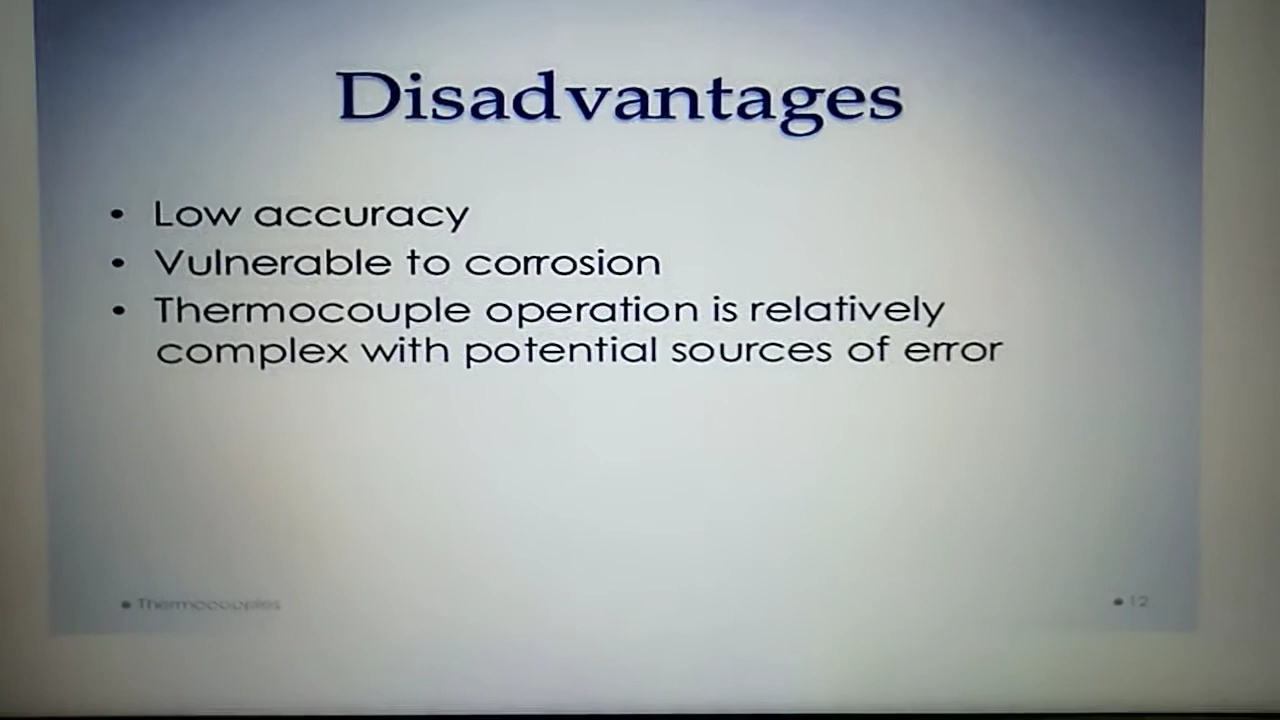 Disadvantages
• Low accuracy
• Vulnerable to corrosion
• Thermocouple operation is relatively
complex with potential sources of error
• Thermocouples
• 12